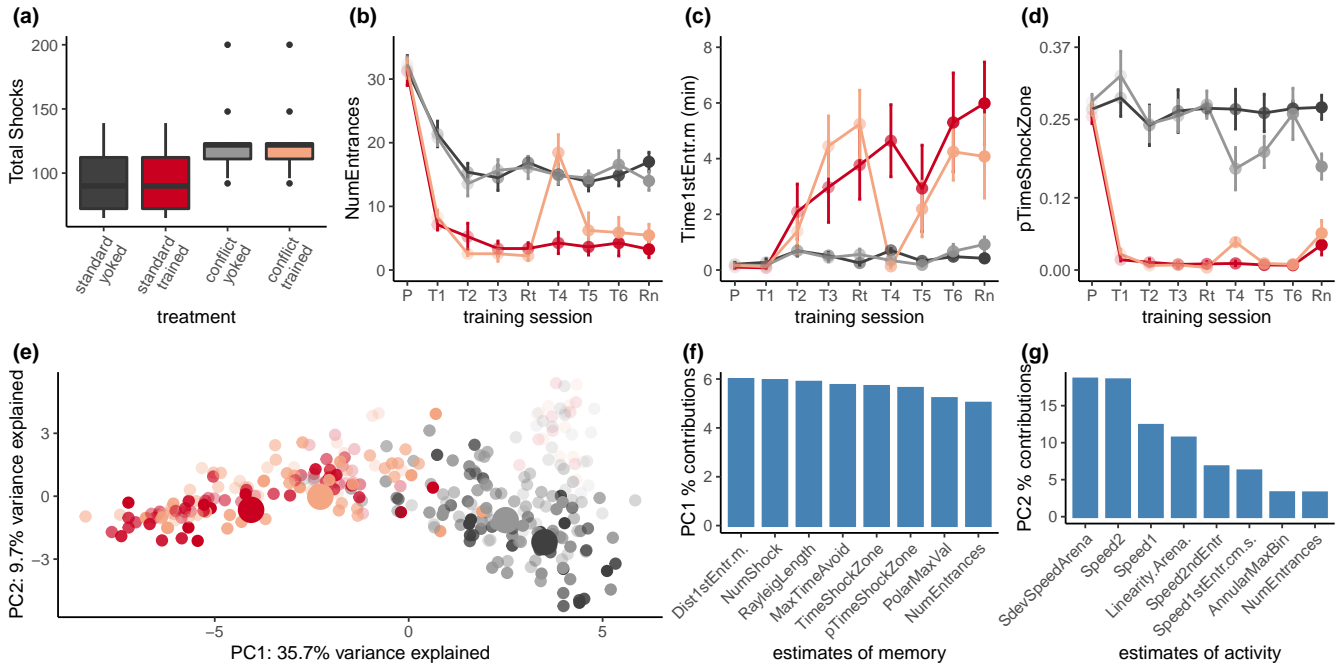 (a)
Total Shocks
200
150
100
standard
yoked
standard
trained
conflict
yoked
conflict
trained
treatment
(b)
NumEntrances
30
20
10
0
P T1 T2 T3 Rt T4 T5 T6 Rn
training session
(c)
Time1stEntr.m (min)
8
6
4
2
0
P T1 T2 T3 Rt T4 T5 T6 Rn
training session
(d)
pTimeShockZone
0.37
0.25
0.12
0.00
P T1 T2 T3 Rt T4 T5 T6 Rn
training session
(e)
PC2: 9.7% variance explained
3
0
−3
−5 0 5
PC1: 35.7% variance explained
(f)
PC1 % contributions
6
4
2
0
Dist1stEntr.m.
NumShock
RayleigLength
MaxTimeAvoid
TimeShockZone
pTimeShockZone
PolarMaxVal
NumEntrances
estimates of memory
(g)
PC2 % contributions
15
10
5
0
SdevSpeedArena
Speed2
Speed1
Linearity.Arena.
Speed2ndEntr
Speed1stEntr.cm.s.
AnnularMaxBin
NumEntrances
estimates of activity